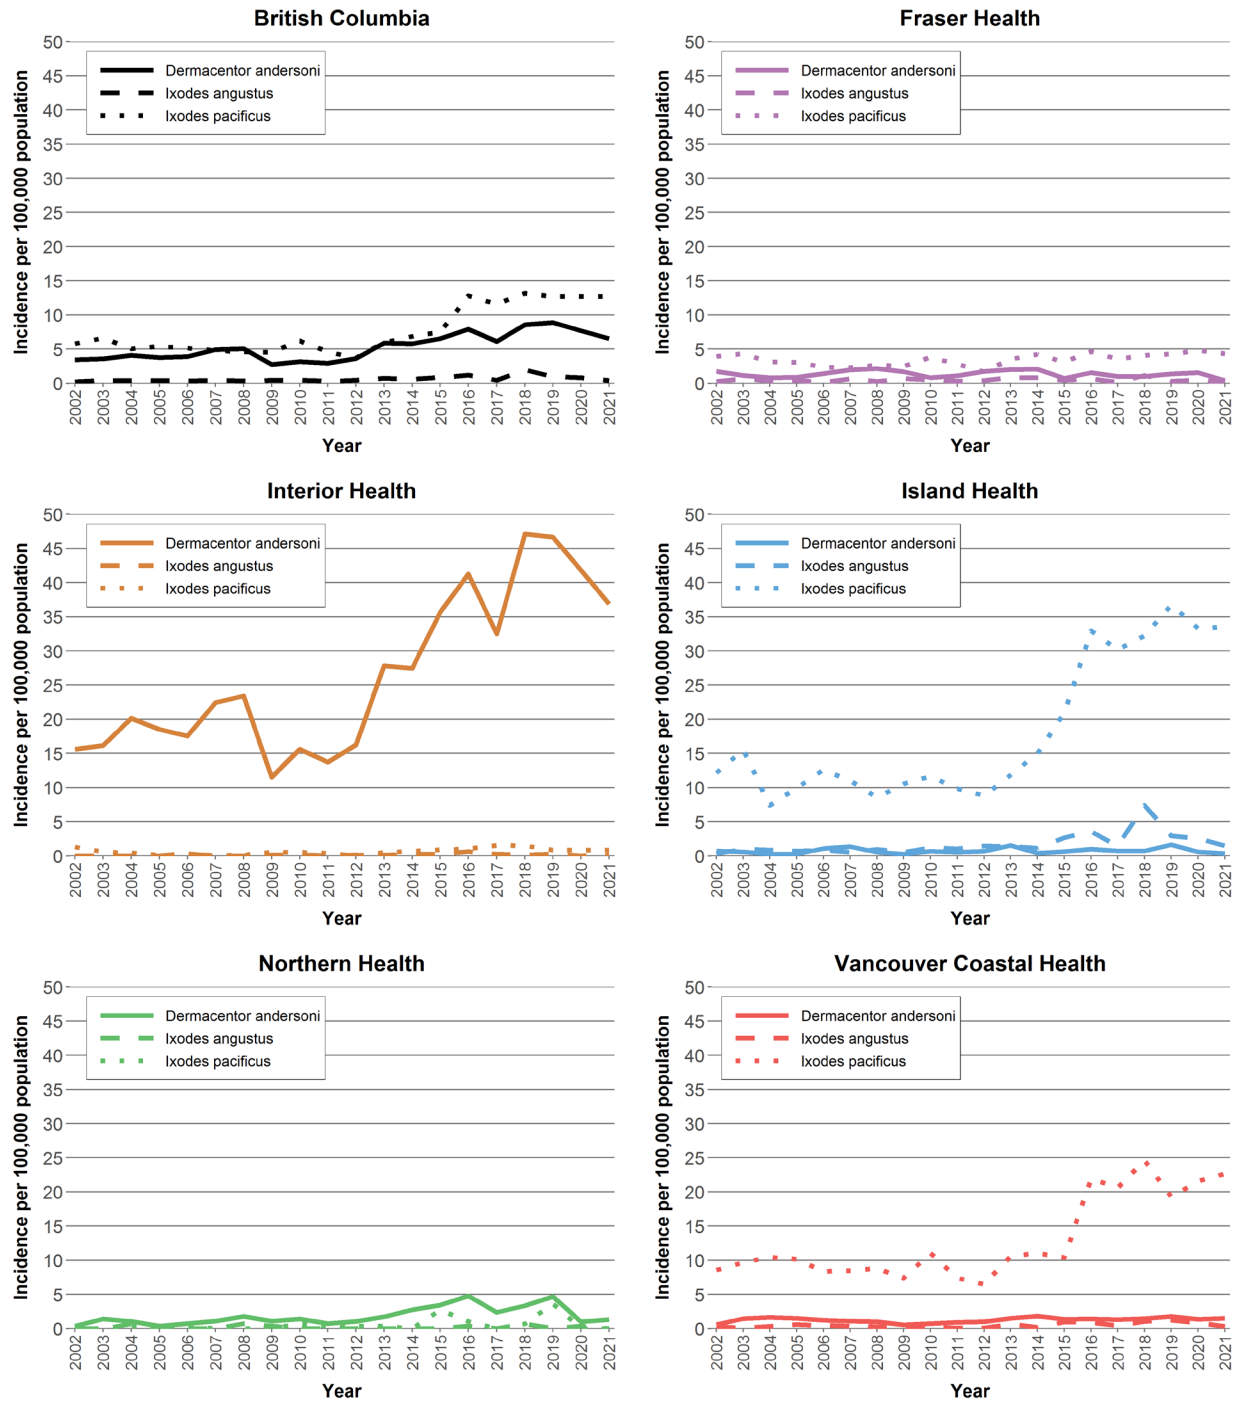 British Columbia
Incidence per 100,000 population
50
45
40
35
30
25
20
15
10
5
0
Dermacentor andersoni
Ixodes angustus
Ixodes pacificus
2002 2003 2004 2005 2006 2007 2008 2009 2010 2011 2012 2013 2014 2015 2016 2017 2018 2019 2020 2021
Year
Fraser Health
Incidence per 100,000 population
50
45
40
35
30
25
20
15
10
5
0
Dermacentor andersoni
Ixodes angustus
Ixodes pacificus
2002 2003 2004 2005 2006 2007 2008 2009 2010 2011 2012 2013 2014 2015 2016 2017 2018 2019 2020 2021
Year
Interior Health
Incidence per 100,000 population
50
45
40
35
30
25
20
15
10
5
0
Dermacentor andersoni
Ixodes angustus
Ixodes pacificus
2002 2003 2004 2005 2006 2007 2008 2009 2010 2011 2012 2013 2014 2015 2016 2017 2018 2019 2020 2021
Year
Island Health
Incidence per 100,000 population
50
45
40
35
30
25
20
15
10
5
0
Dermacentor andersoni
Ixodes angustus
Ixodes pacificus
2002 2003 2004 2005 2006 2007 2008 2009 2010 2011 2012 2013 2014 2015 2016 2017 2018 2019 2020 2021
Year
Northern Health
Incidence per 100,000 population
50
45
40
35
30
25
20
15
10
5
0
Dermacentor andersoni
Ixodes angustus
Ixodes pacificus
2002 2003 2004 2005 2006 2007 2008 2009 2010 2011 2012 2013 2014 2015 2016 2017 2018 2019 2020 2021
Year
Vancouver Coastal Health
Incidence per 100,000 population
50
45
40
35
30
25
20
15
10
5
0
Dermacentor andersoni
Ixodes angustus
Ixodes pacificus
2002 2003 2004 2005 2006 2007 2008 2009 2010 2011 2012 2013 2014 2015 2016 2017 2018 2019 2020 2021
Year